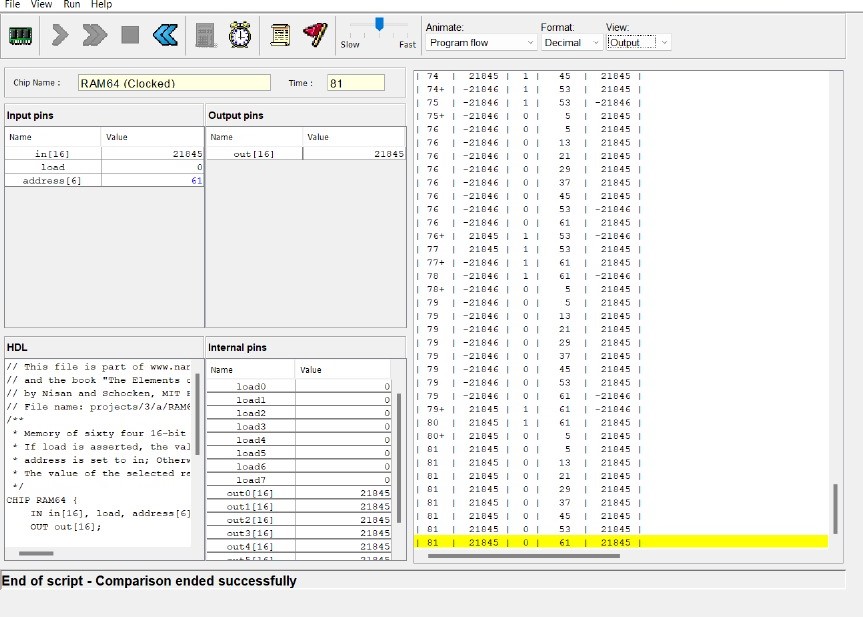 File View Run Help
Slow Fast
Animate: Format: View:
Program flow Decimal Output
Chip Name : RAM64 (Clocked) Time : 81
Input pins
Name Value
in[16] 21845
load 0
address[6] 61
Output pins
Name Value
out[16] 21845
HDL
// This file is part of www.nan
// and the book "The Elements o
// by Nisan and Schocken, MIT P
// File name: projects/3/a/RAM6
/**
* Memory of sixty four 16-bit
* If load is asserted, the val
* address is set to in; Otherw
* The value of the selected re
*/
CHIP RAM64 {
IN in[16], load, address[6]
OUT out[16];
Internal pins
Name Value
load0 0
load1 0
load2 0
load3 0
load4 0
load5 0
load6 0
load7 0
out0[16] 21845
out1[16] 21845
out2[16] 21845
out3[16] 21845
out4[16] 21845
out5[16] 21845
| 74 | 21845 | 1 | 45 | 21845 |
| 74+ | -21846 | 1 | 53 | 21845 |
| 75 | -21846 | 1 | 53 | -21846 |
| 75+ | -21846 | 0 | 5 | 21845 |
| 76 | -21846 | 0 | 5 | 21845 |
| 76 | -21846 | 0 | 13 | 21845 |
| 76 | -21846 | 0 | 21 | 21845 |
| 76 | -21846 | 0 | 29 | 21845 |
| 76 | -21846 | 0 | 37 | 21845 |
| 76 | -21846 | 0 | 45 | 21845 |
| 76 | -21846 | 0 | 53 | -21846 |
| 76 | -21846 | 0 | 61 | 21845 |
| 76+ | 21845 | 1 | 53 | -21846 |
| 77 | 21845 | 1 | 53 | 21845 |
| 77+ | -21846 | 1 | 61 | 21845 |
| 78 | -21846 | 1 | 61 | -21846 |
| 78+ | -21846 | 0 | 5 | 21845 |
| 79 | -21846 | 0 | 5 | 21845 |
| 79 | -21846 | 0 | 13 | 21845 |
| 79 | -21846 | 0 | 21 | 21845 |
| 79 | -21846 | 0 | 29 | 21845 |
| 79 | -21846 | 0 | 37 | 21845 |
| 79 | -21846 | 0 | 45 | 21845 |
| 79 | -21846 | 0 | 53 | 21845 |
| 79 | -21846 | 0 | 61 | -21846 |
| 79+ | 21845 | 1 | 61 | -21846 |
| 80 | 21845 | 1 | 61 | 21845 |
| 80+ | 21845 | 0 | 5 | 21845 |
| 81 | 21845 | 0 | 5 | 21845 |
| 81 | 21845 | 0 | 13 | 21845 |
| 81 | 21845 | 0 | 21 | 21845 |
| 81 | 21845 | 0 | 29 | 21845 |
| 81 | 21845 | 0 | 37 | 21845 |
| 81 | 21845 | 0 | 45 | 21845 |
| 81 | 21845 | 0 | 53 | 21845 |
| 81 | 21845 | 0 | 61 | 21845 |
End of script - Comparison ended successfully